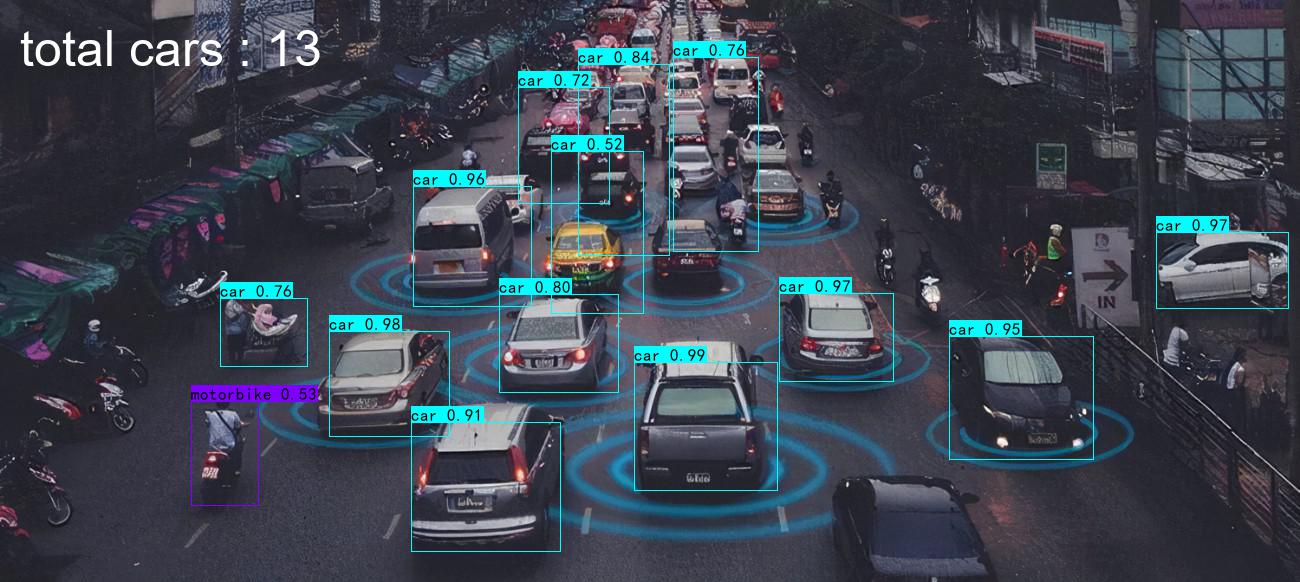 total cars : 13
car 0.76
car 0.84
car 0.72
car 0.52
car 0.96
car 0.97
car 0.80
car 0.97
car 0.76
car 0.98
car 0.95
car 0.99
motorbike 0.53
car 0.91
IN